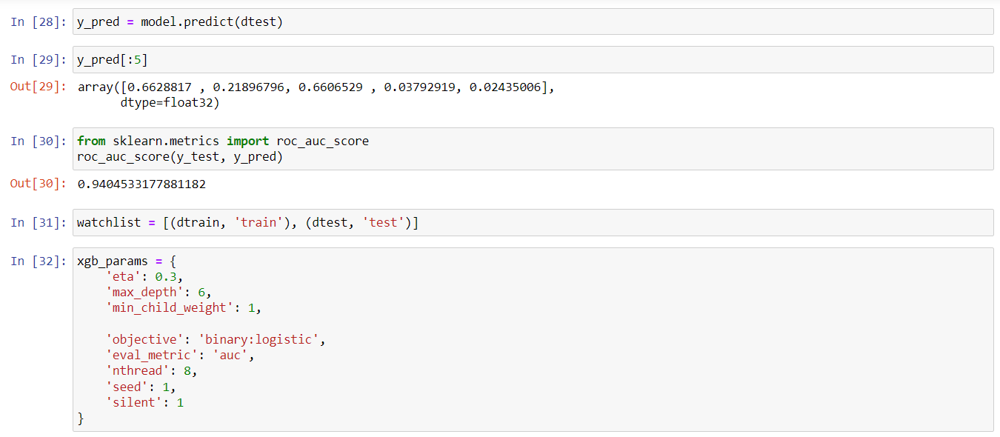 In [28]: y_pred = model.predict(dtest)
In [29]: y_pred[:5]
Out[29]: array([0.6628817 , 0.21896796, 0.6606529 , 0.03792919, 0.02435006],
      dtype=float32)
In [30]: from sklearn.metrics import roc_auc_score
roc_auc_score(y_test, y_pred)
Out[30]: 0.9404533177881182
In [31]: watchlist = [(dtrain, 'train'), (dtest, 'test')]
In [32]: xgb_params = {
    'eta': 0.3,
    'max_depth': 6,
    'min_child_weight': 1,
    'objective': 'binary:logistic',
    'eval_metric': 'auc',
    'nthread': 8,
    'seed': 1,
    'silent': 1
}